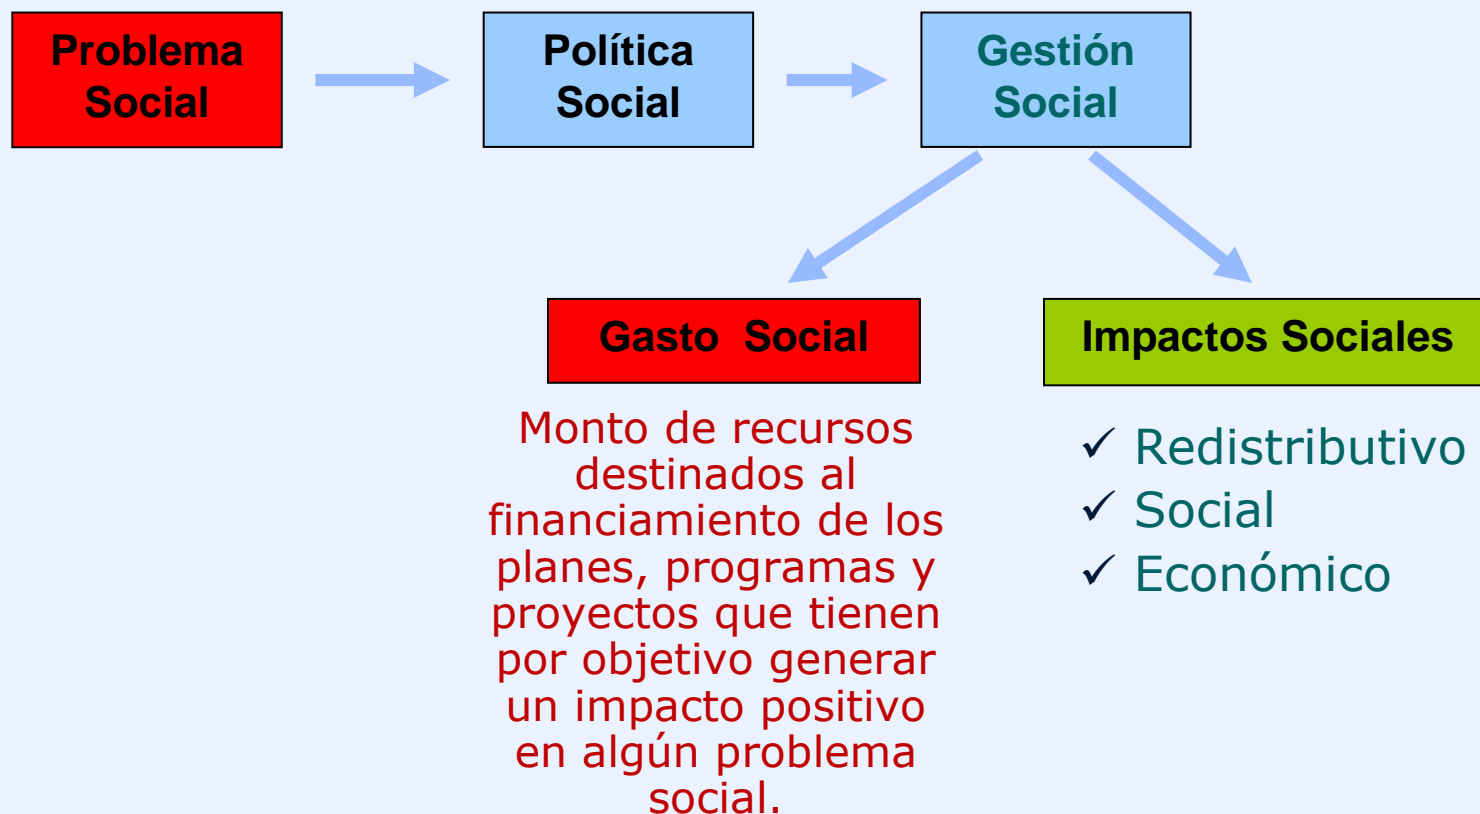 Problema
Social
Política
Social
Gestión
Social
Gasto Social
Impactos Sociales
Monto de recursos
destinados al
financiamiento de los
planes, programas y
proyectos que tienen
por objetivo generar
un impacto positivo
en algún problema
social.
✓ Redistributivo
✓ Social
✓ Económico